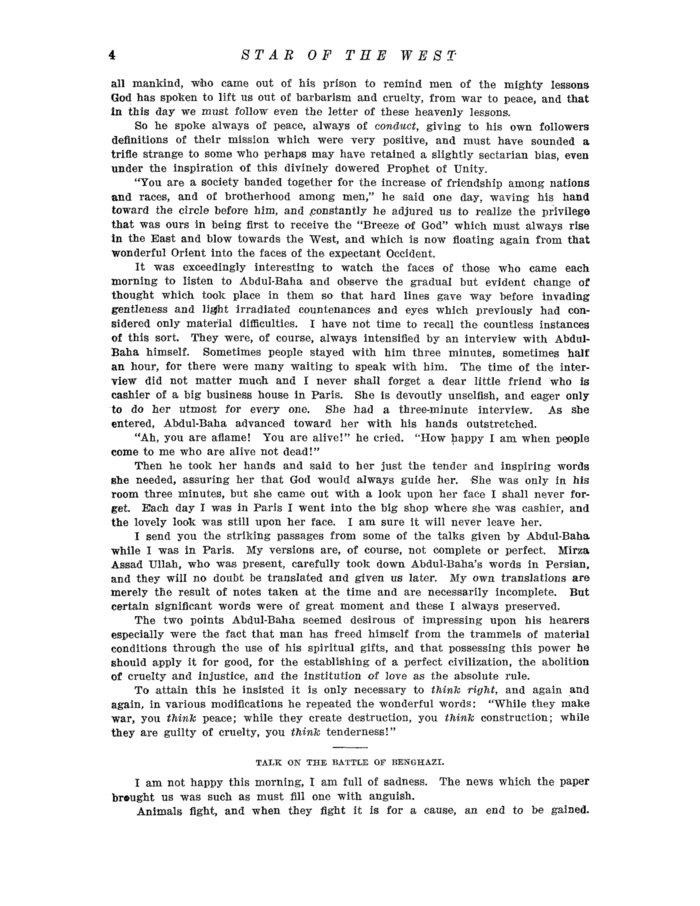 4 STAR OF THE WEST
all mankind, who came out of his prison to remind men of the mighty lessons
God has spoken to lift us out of barbarism and cruelty, from war to peace, and that
in this day we must follow even the letter of these heavenly lessons.
So he spoke always of peace, always of conduct, giving to his own followers
definitions of their mission which were very positive, and must have sounded a
trifle strange to some who perhaps may have retained a slightly sectarian bias, even
under the inspiration of this divinely dowered Prophet of Unity.
"You are a society banded together for the increase of friendship among nations
and races, and of brotherhood among men," he said one day, waving his hand
toward the circle before him, and constantly he adjured us to realize the privilege
that was ours in being first to receive the "Breeze of God" which must always rise
in the East and blow towards the West, and which is now floating again from that
wonderful Orient into the faces of the expectant Occident.
It was exceedingly interesting to watch the faces of those who came each
morning to listen to Abdul-Baha and observe the gradual but evident change of
thought which took place in them so that hard lines gave way before invading
gentleness and light irradiated countenances and eyes which previously had con-
sidered only material difficulties. I have not time to recall the countless instances
of this sort. They were, of course, always intensified by an interview with Abdul-
Baha himself. Sometimes people stayed with him three minutes, sometimes half
an hour, for there were many waiting to speak with him. The time of the inter-
view did not matter much and I never shall forget a dear little friend who is
cashier of a big business house in Paris. She is devoutly unselfish, and eager only
to do her utmost for every one. She had a three-minute interview. As she
entered, Abdul-Baha advanced toward her with his hands outstretched.
"Ah, you are aflame! You are alive!" he cried. "How happy I am when people
come to me who are alive not dead!"
Then he took her hands and said to her just the tender and inspiring words
she needed, assuring her that God would always guide her. She was only in his
room three minutes, but she came out with a look upon her face I shall never for-
get. Each day I was in Paris I went into the big shop where she was cashier, and
the lovely look was still upon her face. I am sure it will never leave her.
I send you the striking passages from some of the talks given by Abdul-Baha
while I was in Paris. My versions are, of course, not complete or perfect. Mirza
Assad Ullah, who was present, carefully took down Abdul-Baha's words in Persian,
and they will no doubt be translated and given us later. My own translations are
merely the result of notes taken at the time and are necessarily incomplete. But
certain significant words were of great moment and these I always preserved.
The two points Abdul-Baha seemed desirous of impressing upon his hearers
especially were the fact that man has freed himself from the trammels of material
conditions through the use of his spiritual gifts, and that possessing this power he
should apply it for good, for the establishing of a perfect civilization, the abolition
of cruelty and injustice, and the institution of love as the absolute rule.
To attain this he insisted it is only necessary to think right, and again and
again, in various modifications he repeated the wonderful words: "While they make
war, you think peace; while they create destruction, you think construction; while
they are guilty of cruelty, you think tenderness!"
TALK ON THE BATTLE OF BENGHAZI.
I am not happy this morning, I am full of sadness. The news which the paper
brought us was such as must fill one with anguish.
Animals fight, and when they fight it is for a cause, an end to be gained.